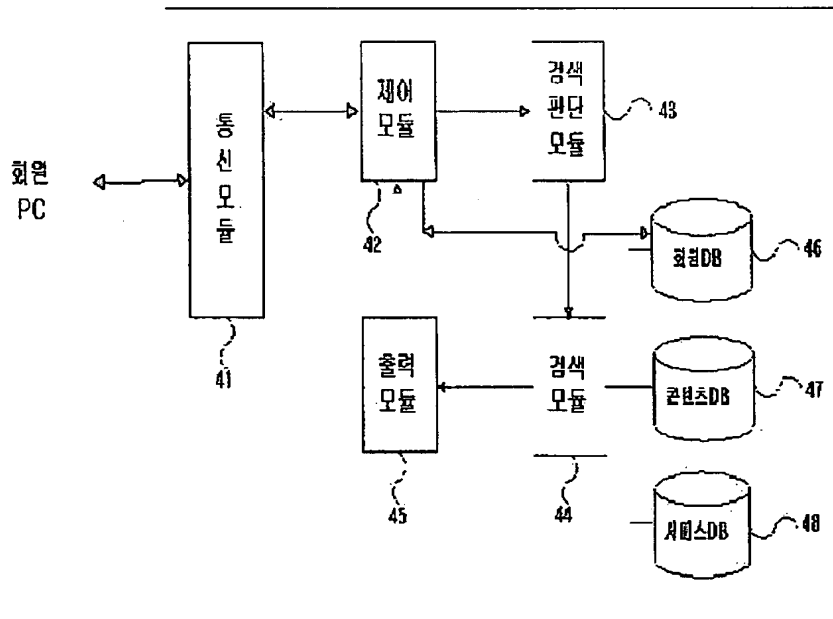 회원
PC
통
신
모
듈
41
제어
모듈
42
검색
판단
모듈
43
회원DB
46
출력
모듈
45
검색
모듈
44
콘텐츠DB
47
서비스DB
48